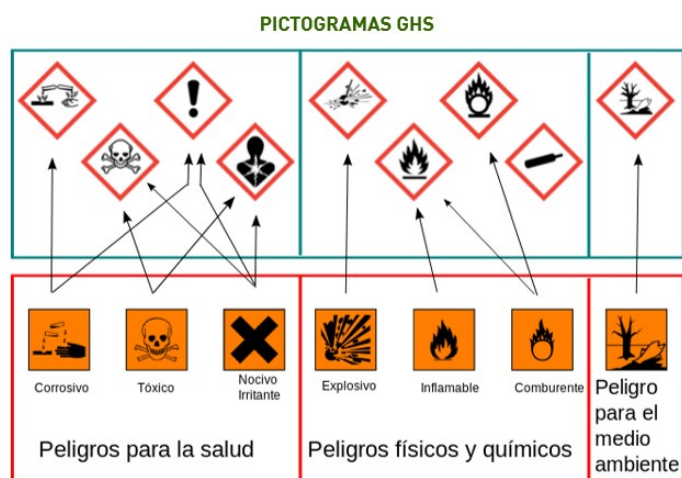 PICTOGRAMAS GHS
Corrosivo
Tóxico
Nocivo
Irritante
Explosivo
Inflamable
Comburente
Peligro
para el
medio
ambiente
Peligros para la salud
Peligros físicos y químicos